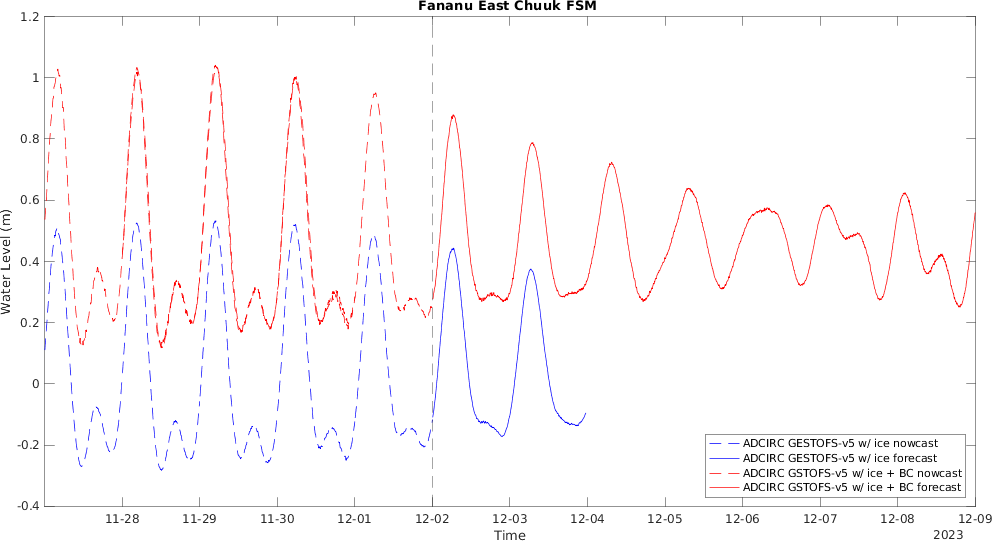 Fananu East Chuuk FSM
1.2
1
0.8
0.6
0.4
0.2
0
-0.2
-0.4
Water Level (m)
11-28 11-29 11-30 12-01 12-02 12-03 12-04 12-05 12-06 12-07 12-08 12-09
Time
2023
ADCIRC GESTOFS-v5 w/ ice nowcast
ADCIRC GESTOFS-v5 w/ ice forecast
ADCIRC GSTOFS-v5 w/ ice + BC nowcast
ADCIRC GSTOFS-v5 w/ ice + BC forecast